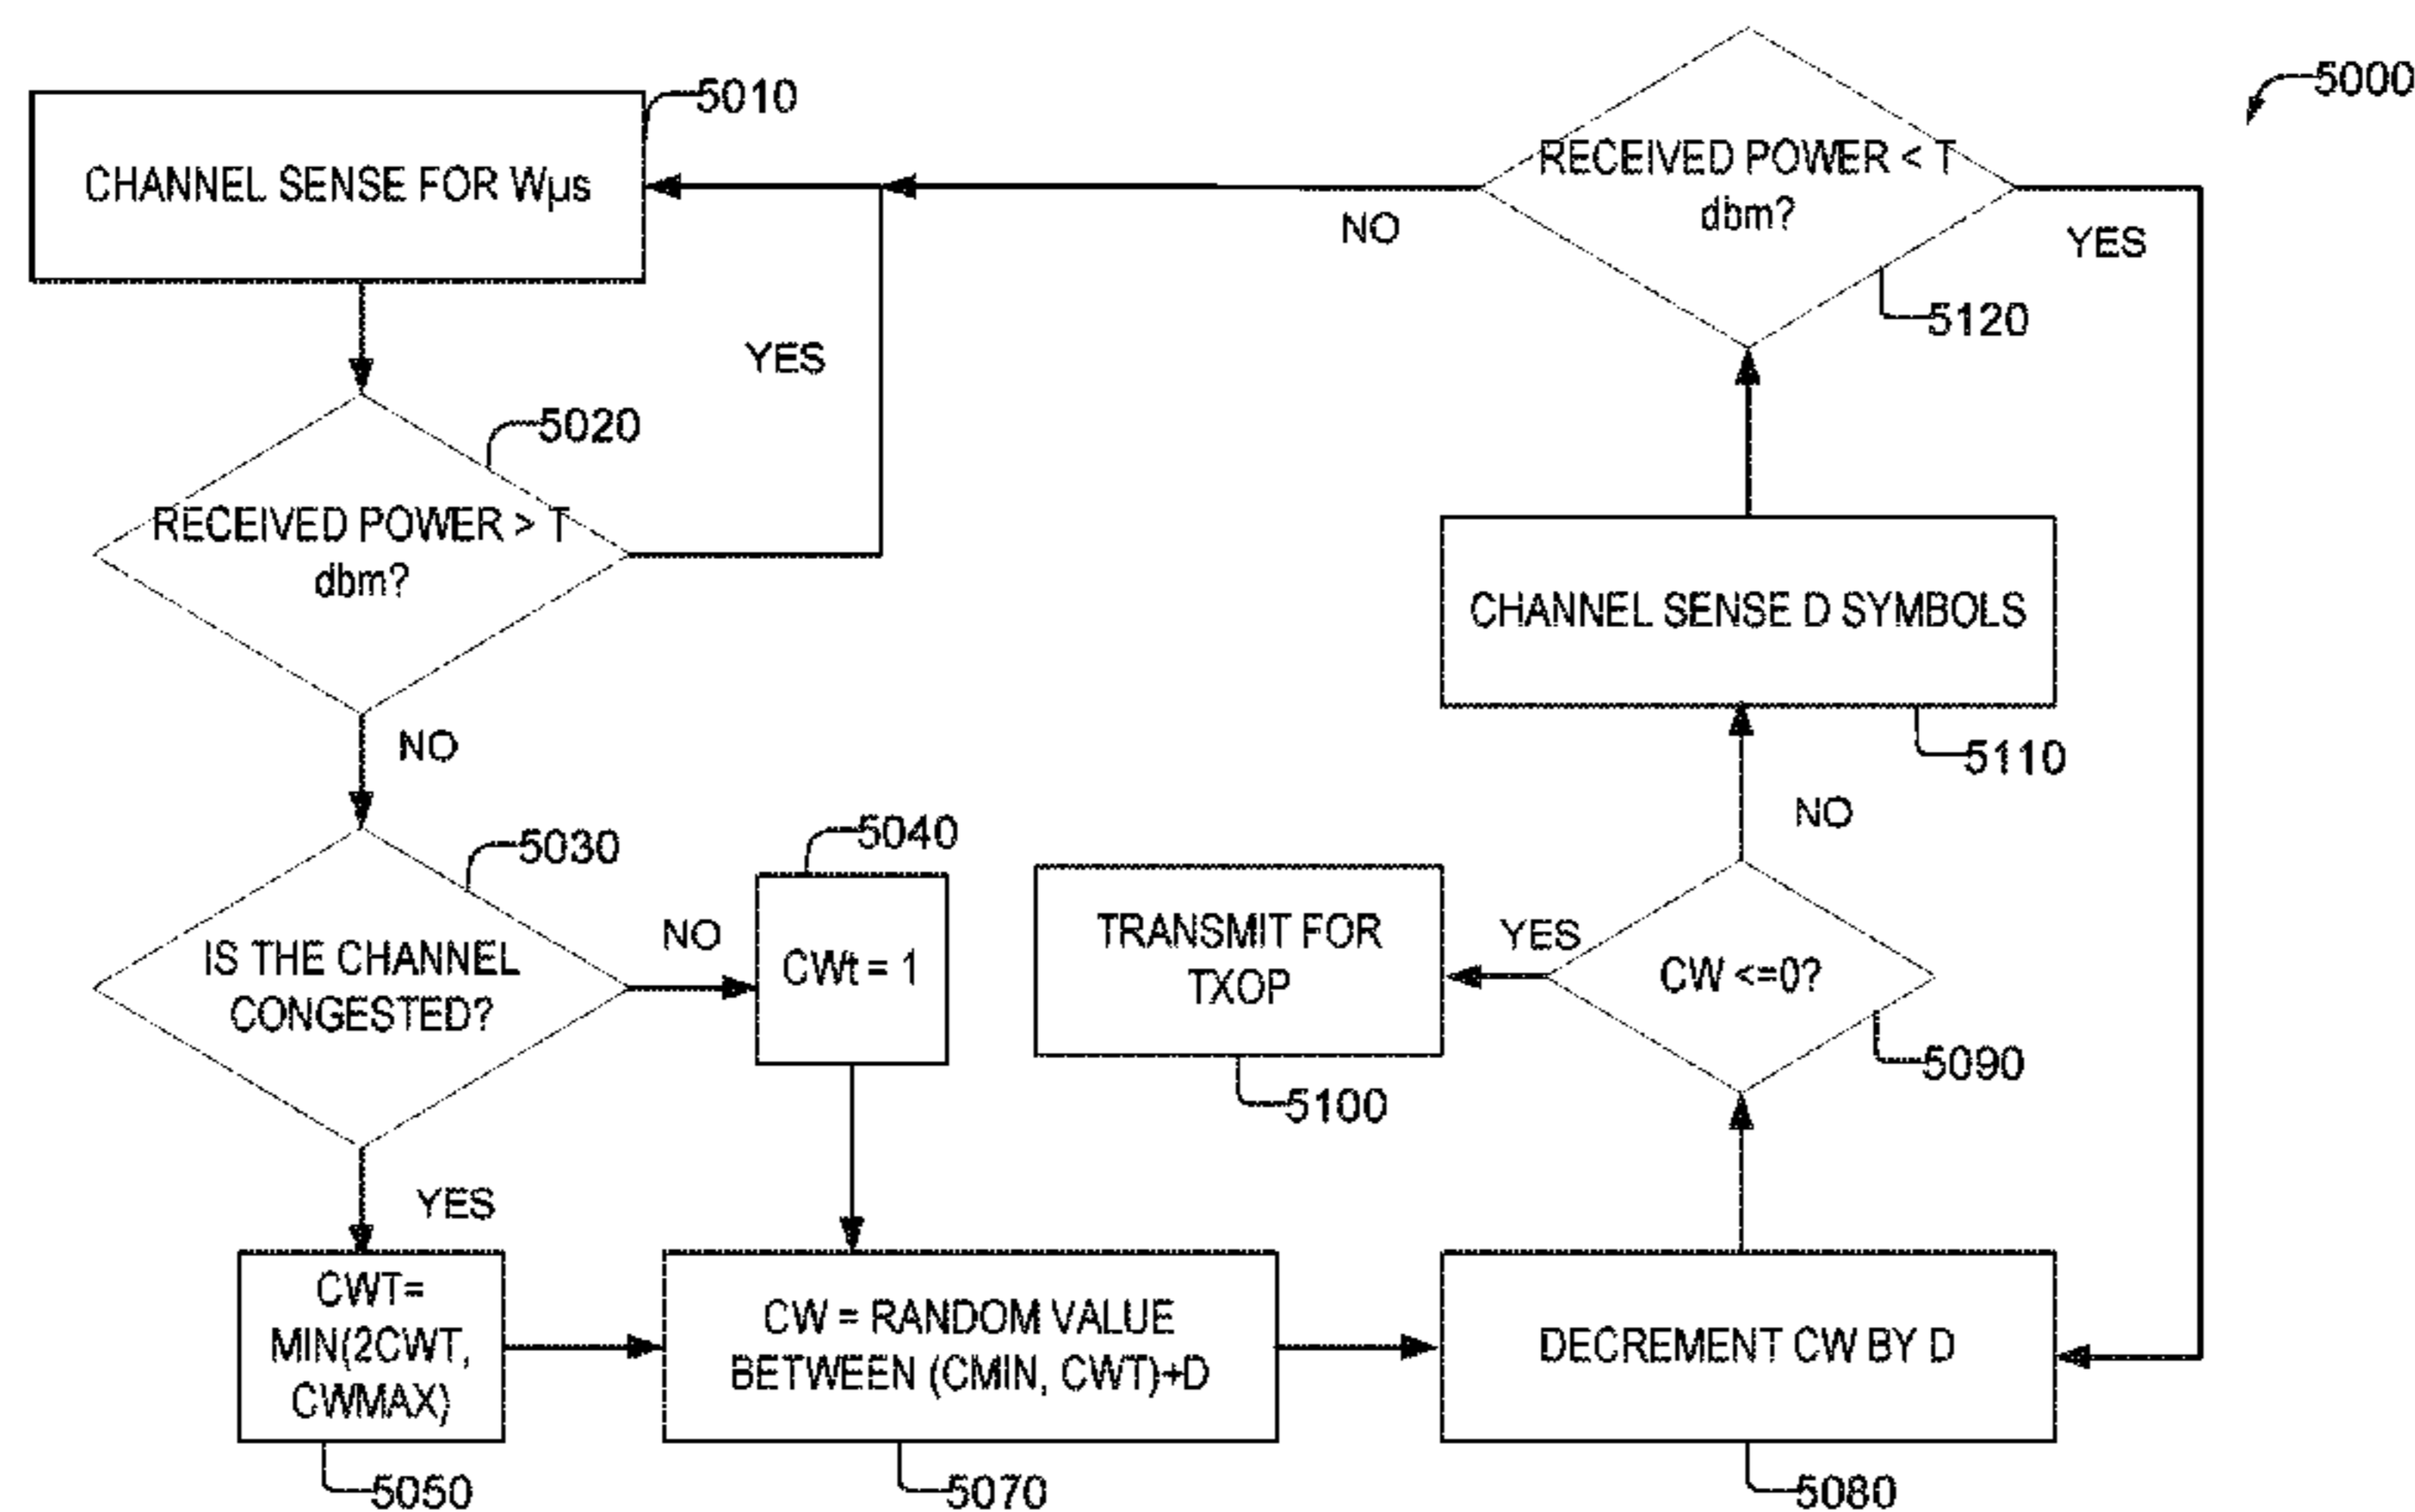 5000
5010
CHANNEL SENSE FOR Wµs
RECEIVED POWER < T
dbm?
NO
YES
5120
YES
5020
RECEIVED POWER > T
dbm?
NO
CHANNEL SENSE D SYMBOLS
5110
NO
5030
IS THE CHANNEL
CONGESTED?
NO
5040
CWt = 1
TRANSMIT FOR
TXOP
5100
YES
CW <=0?
5090
YES
CWT=
MIN(2CWT,
CWMAX)
5050
CW = RANDOM VALUE
BETWEEN (CMIN, CWT)+D
5070
DECREMENT CW BY D
5080